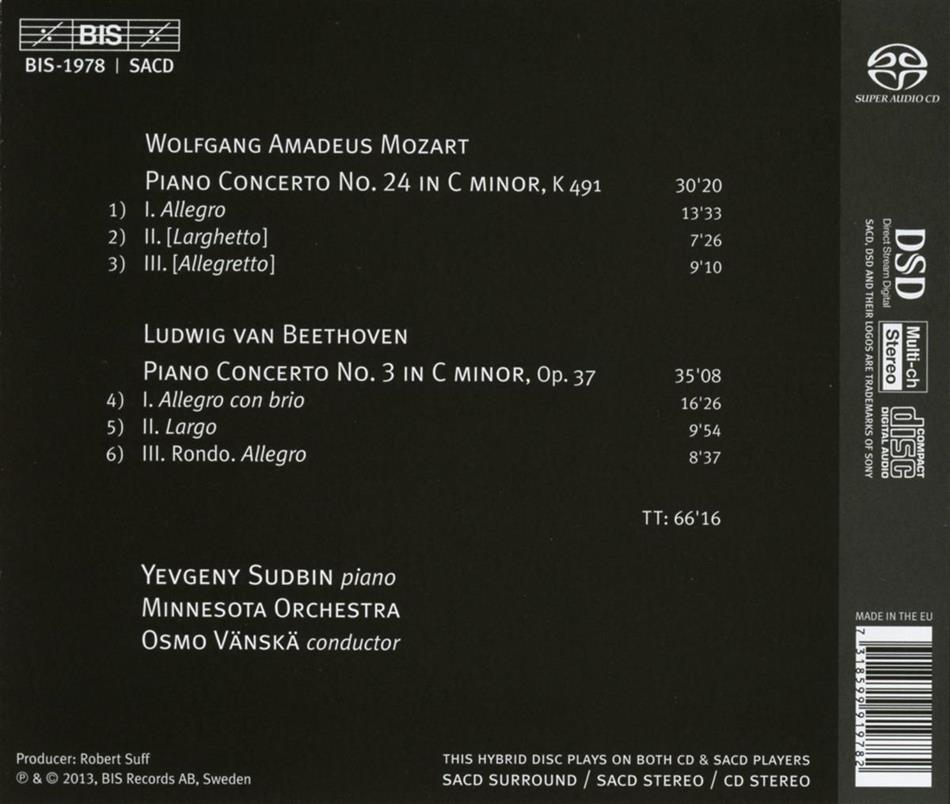 BIS
BIS-1978 | SACD
WOLFGANG AMADEUS MOZART
PIANO CONCERTO NO. 24 IN C MINOR, K 491 30'20
1) I. Allegro 13'33
2) II. [Larghetto] 7'26
3) III. [Allegretto] 9'10
LUDWIG VAN BEETHOVEN
PIANO CONCERTO NO. 3 IN C MINOR, OP. 37 35'08
4) I. Allegro con brio 16'26
5) II. Largo 9'54
6) III. Rondo. Allegro 8'37
TT: 66'16
YEVGENY SUDBIN piano
MINNESOTA ORCHESTRA
OSMO VÄNSKÄ conductor
Producer: Robert Suff
℗ & © 2013, BIS Records AB, Sweden
THIS HYBRID DISC PLAYS ON BOTH CD & SACD PLAYERS
SACD SURROUND / SACD STEREO / CD STEREO
SUPER AUDIO CD
DSD
Direct Stream Digital
SACD, DSD AND THEIR LOGOS ARE TRADEMARKS OF SONY
Multi-ch
Stereo
COMPACT
disc
DIGITAL AUDIO
MADE IN THE EU
7 318599 919782